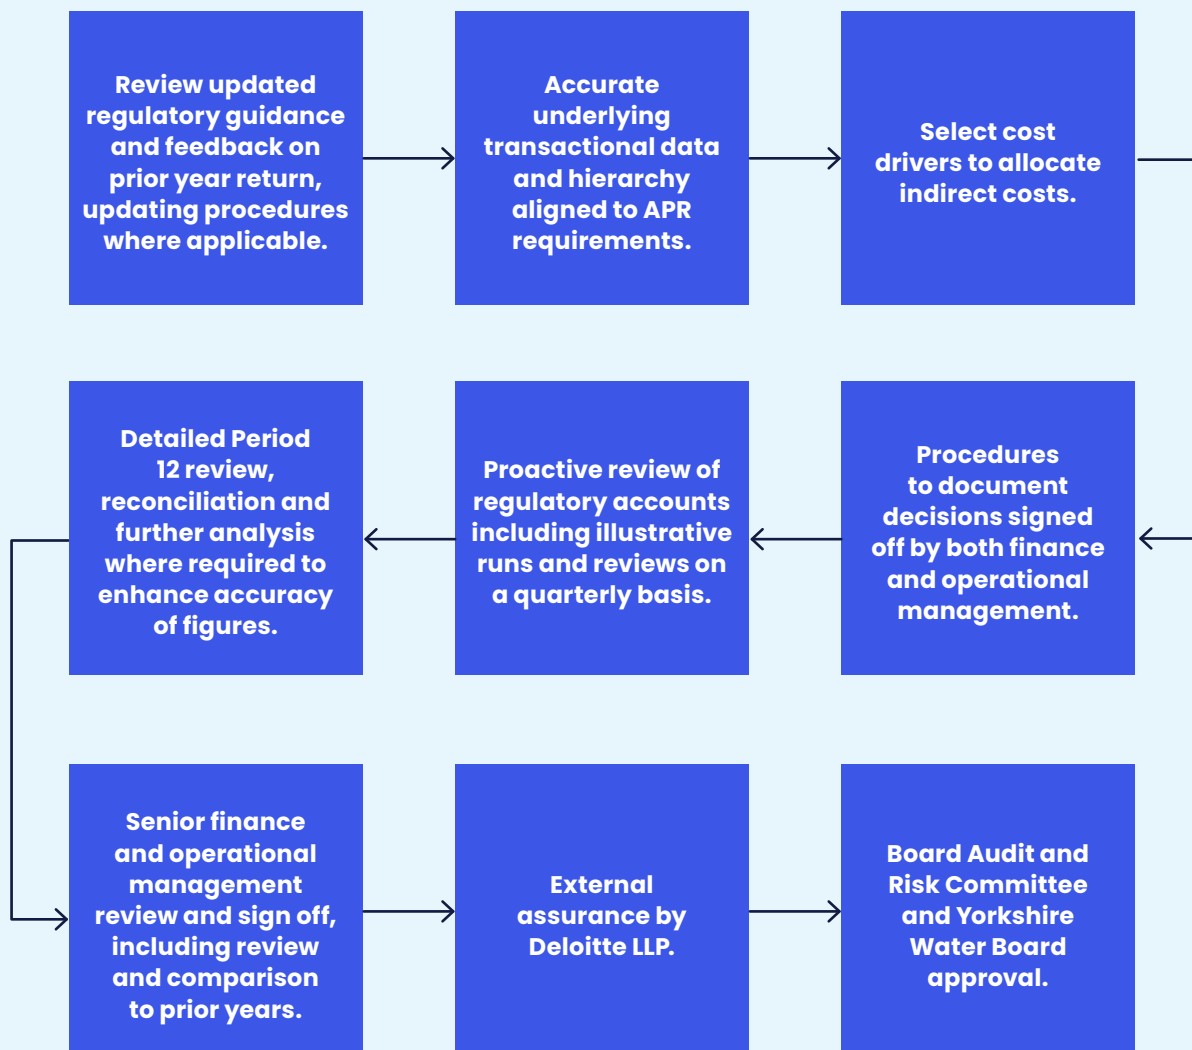 Review updated
regulatory guidance
and feedback on
prior year return,
updating procedures
where applicable.
Accurate
underlying
transactional data
and hierarchy
aligned to APR
requirements.
Select cost
drivers to allocate
indirect costs.
Procedures
to document
decisions signed
off by both finance
and operational
management.
Proactive review of
regulatory accounts
including illustrative
runs and reviews on
a quarterly basis.
Detailed Period
12 review,
reconciliation and
further analysis
where required to
enhance accuracy
of figures.
Senior finance
and operational
management
review and sign off,
including review
and comparison
to prior years.
External
assurance by
Deloitte LLP.
Board Audit and
Risk Committee
and Yorkshire
Water Board
approval.